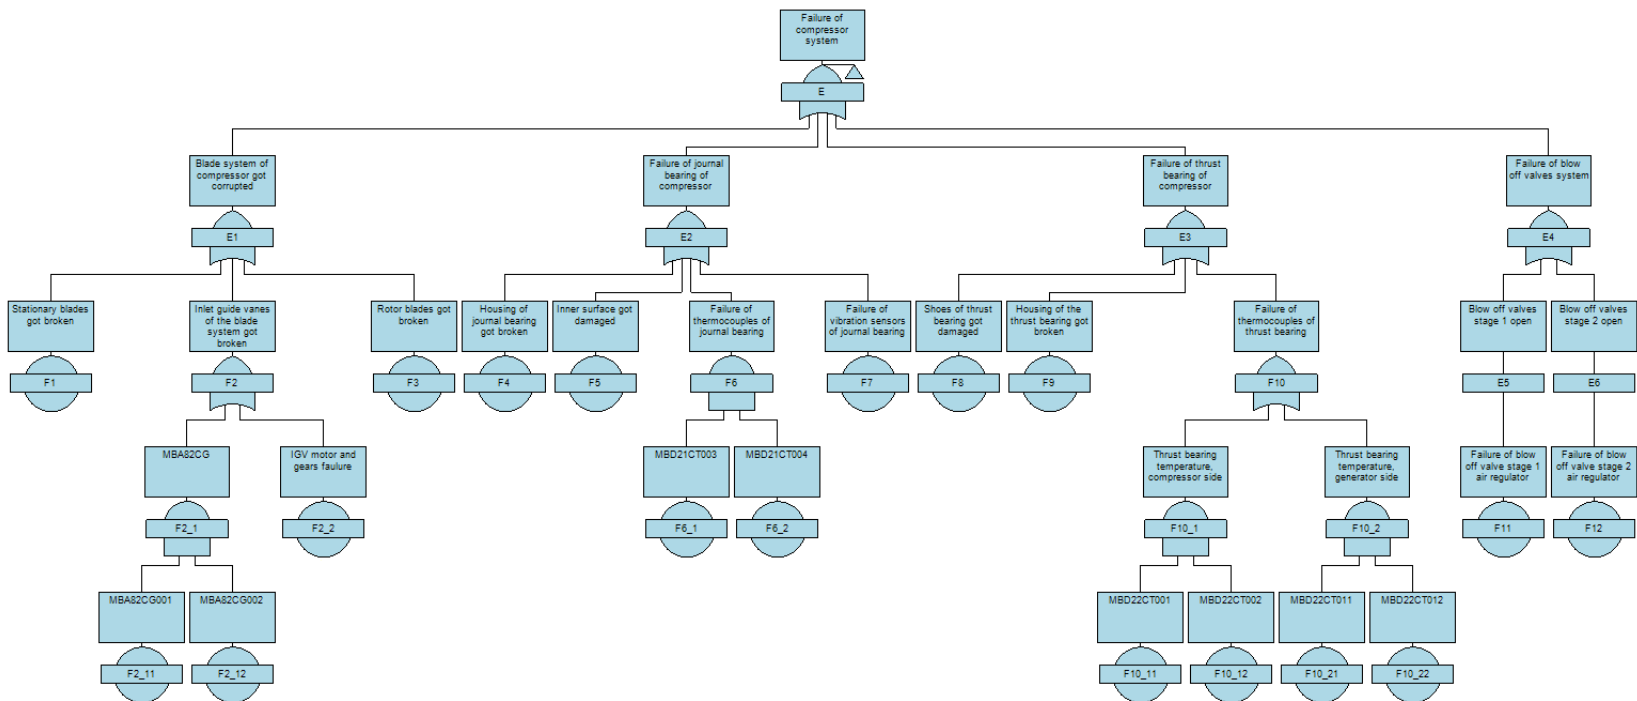 Failure of
compressor
system
E
Blade system of
compressor got
corrupted
Failure of journal
bearing of
compressor
Failure of thrust
bearing of
compressor
Failure of blow
off valves system
E1
E2
E3
E4
Stationary blades
got broken
Inlet guide vanes
of the blade
system got
broken
Rotor blades got
broken
Housing of
journal bearing
got broken
Inner surface got
damaged
Failure of
thermocouples of
journal bearing
Failure of
vibration sensors
of journal bearing
Shoes of thrust
bearing got
damaged
Housing of the
thrust bearing got
broken
Failure of
thermocouples of
thrust bearing
Blow off valves
stage 1 open
Blow off valves
stage 2 open
F1
F2
F3
F4
F5
F6
F7
F8
F9
F10
E5
E6
MBA82CG
IGV motor and
gears faulure
MBD21CT003
MBD21CT004
Thrust bearing
temperature,
compressor side
Thrust bearing
temperature,
generator side
Failure of blow
off valve stage 1
air regulator
Failure of blow
off valve stage 2
air regulator
F2_1
F2_2
F6_1
F6_2
F10_1
F10_2
F11
F12
MBA82CG001
MBA82CG002
MBD22CT001
MBD22CT002
MBD22CT011
MBD22CT012
F2_11
F2_12
F10_11
F10_12
F10_21
F10_22